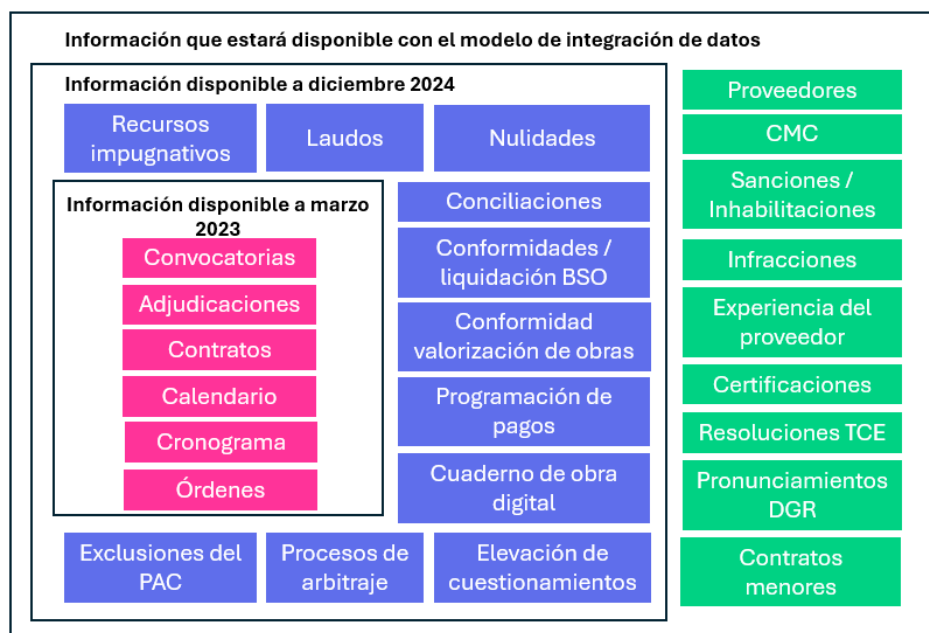 Información que estará disponible con el modelo de integración de datos
Información disponible a diciembre 2024
Recursos
impugnativos
Laudos
Nulidades
Información disponible a marzo
2023
Convocatorias
Adjudicaciones
Contratos
Calendario
Cronograma
Órdenes
Conciliaciones
Conformidades /
liquidación BSO
Conformidad
valorización de obras
Programación de
pagos
Cuaderno de obra
digital
Exclusiones del
PAC
Procesos de
arbitraje
Elevación de
cuestionamientos
Proveedores
CMC
Sanciones /
Inhabilitaciones
Infracciones
Experiencia del
proveedor
Certificaciones
Resoluciones TCE
Pronunciamientos
DGR
Contratos
menores